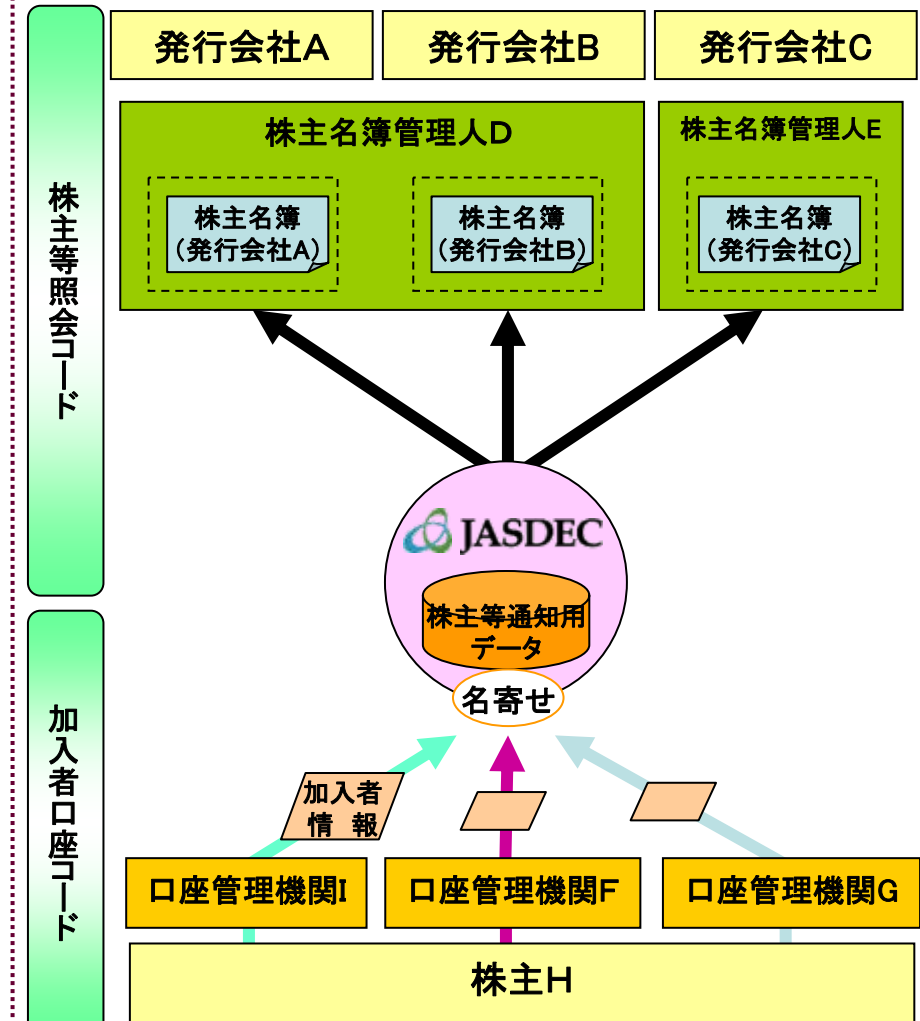 発行会社A
発行会社B
発行会社C
株主名簿管理人D
株主名簿管理人E
株主名簿
(発行会社A)
株主名簿
(発行会社B)
株主名簿
(発行会社C)
株主等照会コード
JASDEC
株主等通知用
データ
名寄せ
加入者口座コード
加入者
情 報
口座管理機関I
口座管理機関F
口座管理機関G
株主H